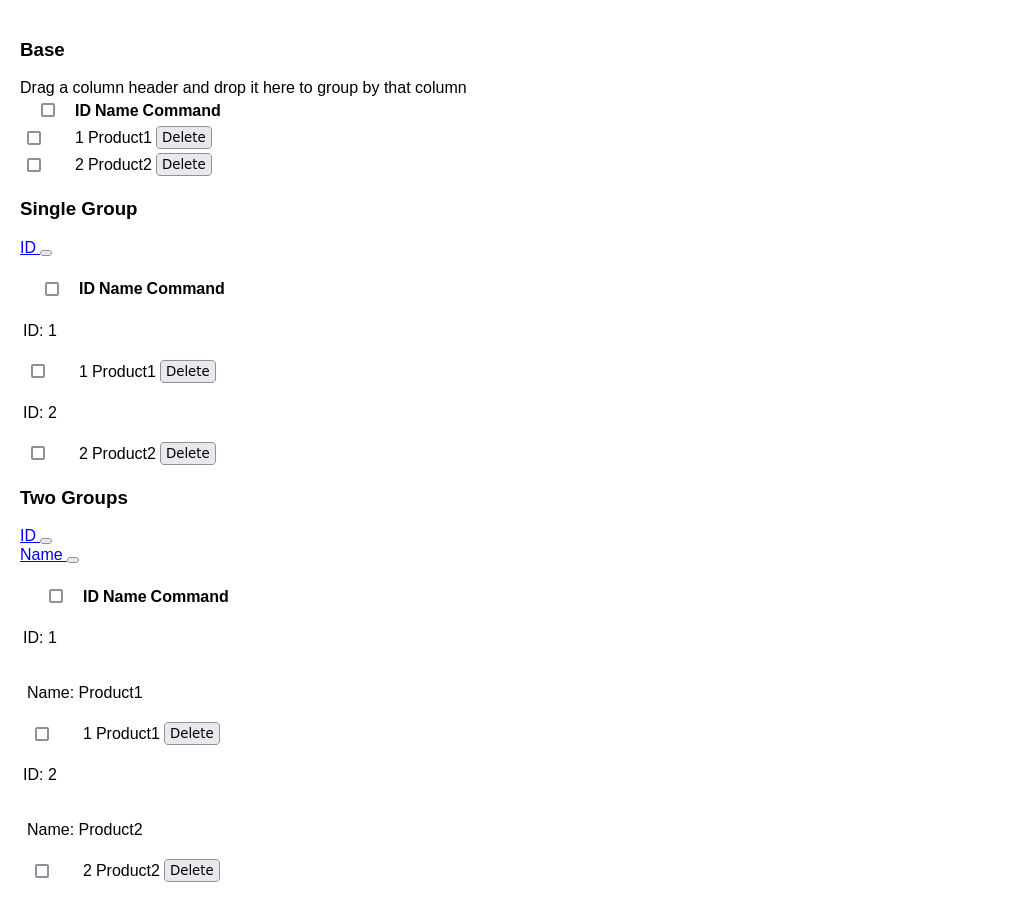 Base
Drag a column header and drop it here to group by that column
ID Name Command
1 Product1 Delete
2 Product2 Delete
Single Group
ID
ID Name Command
ID: 1
1 Product1 Delete
ID: 2
2 Product2 Delete
Two Groups
ID
Name
ID Name Command
ID: 1
Name: Product1
1 Product1 Delete
ID: 2
Name: Product2
2 Product2 Delete